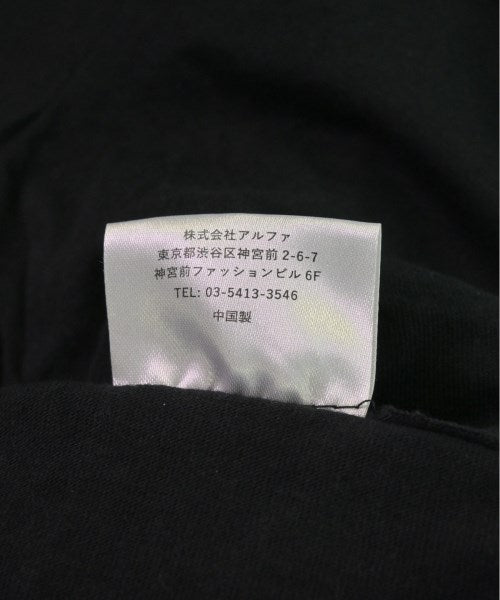 株式会社アルファ
東京都渋谷区神宮前 2-6-7
神宮前ファッションビル 6F
TEL: 03-5413-3546
中国製